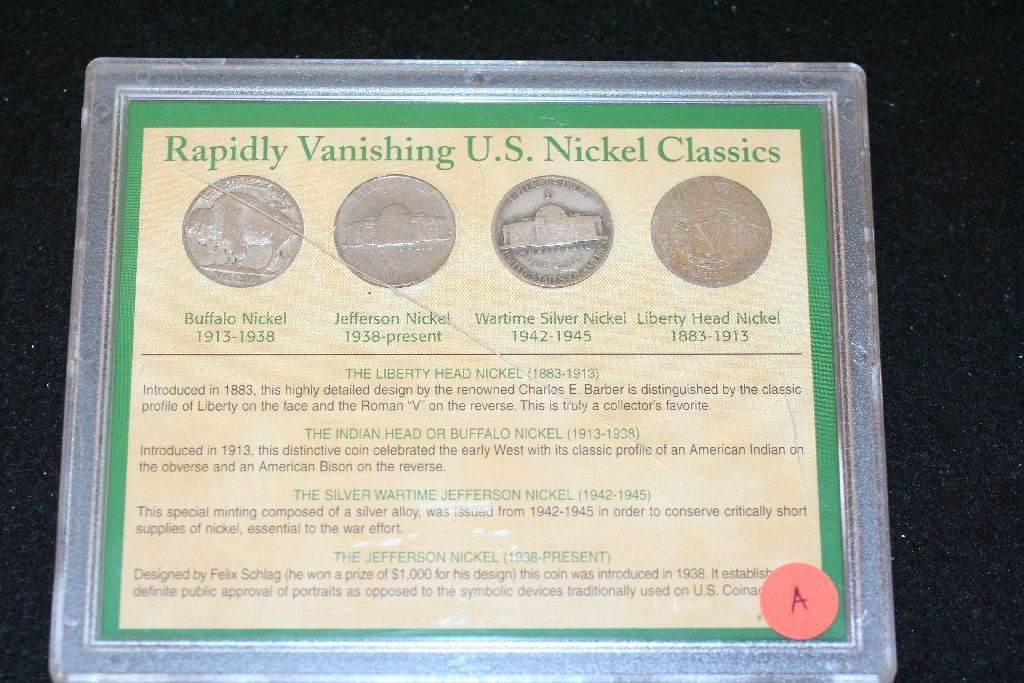 Rapidly Vanishing U.S. Nickel Classics
PLURIBUS UNUM
P
UNITED STATES OF
Buffalo Nickel Jefferson Nickel Wartime Silver Nickel Liberty Head Nickel
1913-1938 1938-present 1942-1945 1883-1913
THE LIBERTY HEAD NICKEL (1883-1913)
Introduced in 1883, this highly detailed design by the renowned Charles E. Barber is distinguished by the classic
profile of Liberty on the face and the Roman “V” on the reverse. This is truly a collector's favorite.
THE INDIAN HEAD OR BUFFALO NICKEL (1913-1938)
Introduced in 1913, this distinctive coin celebrated the early West with its classic profile of an American Indian on
the obverse and an American Bison on the reverse.
THE SILVER WARTIME JEFFERSON NICKEL (1942-1945)
This special minting composed of a silver alloy, was issued from 1942-1945 in order to conserve critically short
supplies of nickel, essential to the war effort.
THE JEFFERSON NICKEL (1938-PRESENT)
Designed by Felix Schlag (he won a prize of $1,000 for his design) this coin was introduced in 1938. It establish
definite public approval of portraits as opposed to the symbolic devices traditionally used on U.S. Coina
A